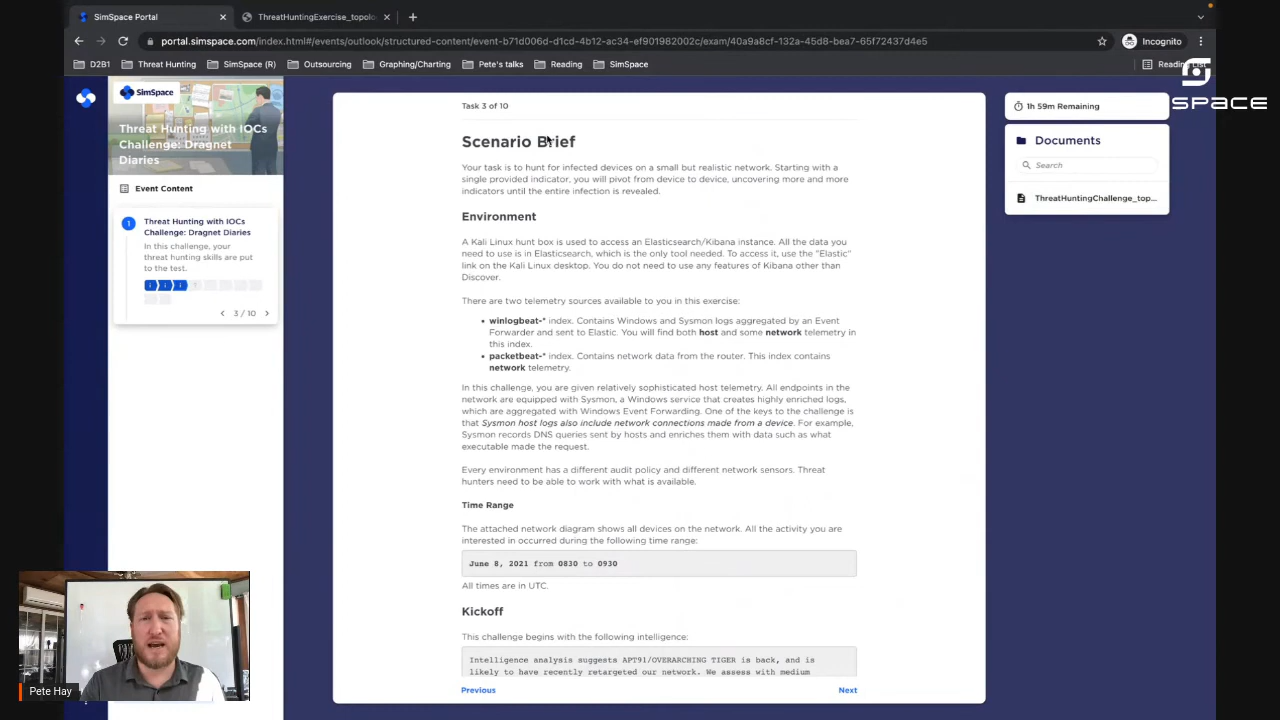 SimSpace Portal
ThreatHuntingExercise_topolo
portal.simspace.com/index.html#/events/outlook/structured-content/event-b71d006d-d1cd-4b12-ac34-ef901982002c/exam/40a9a8cf-132a-45d8-bea7-65f72437d4e5
Incognito
D2B1
Threat Hunting
SimSpace (R)
Outsourcing
Graphing/Charting
Pete's talks
Reading
SimSpace
Reading List
SPACE
SimSpace
Threat Hunting with IOCs
Challenge: Dragnet
Diaries
Event Content
1
Threat Hunting with IOCs
Challenge: Dragnet Diaries
In this challenge, your
threat hunting skills are put
to the test.
3 / 10
Task 3 of 10
Scenario Brief
Your task is to hunt for infected devices on a small but realistic network. Starting with a
single provided indicator, you will pivot from device to device, uncovering more and more
indicators until the entire infection is revealed.
Environment
A Kali Linux hunt box is used to access an Elasticsearch/Kibana instance. All the data you
need to use is in Elasticsearch, which is the only tool needed. To access it, use the "Elastic"
link on the Kali Linux desktop. You do not need to use any features of Kibana other than
Discover.
There are two telemetry sources available to you in this exercise:
winlogbeat-* index. Contains Windows and Sysmon logs aggregated by an Event
Forwarder and sent to Elastic. You will find both host and some network telemetry in
this index.
packetbeat-* index. Contains network data from the router. This index contains
network telemetry.
In this challenge, you are given relatively sophisticated host telemetry. All endpoints in the
network are equipped with Sysmon, a Windows service that creates highly enriched logs,
which are aggregated with Windows Event Forwarding. One of the keys to the challenge is
that Sysmon host logs also include network connections made from a device. For example,
Sysmon records DNS queries sent by hosts and enriches them with data such as what
executable made the request.
Every environment has a different audit policy and different network sensors. Threat
hunters need to be able to work with what is available.
Time Range
The attached network diagram shows all devices on the network. All the activity you are
interested in occurred during the following time range:
June 8, 2021 from 0830 to 0930
All times are in UTC.
Kickoff
This challenge begins with the following intelligence:
Intelligence analysis suggests APT91/OVERARCHING TIGER is back, and is
likely to have recently retargeted our network. We assess with medium
Previous
Next
1h 59m Remaining
Documents
Search
ThreatHuntingChallenge_top...
Pete Hay